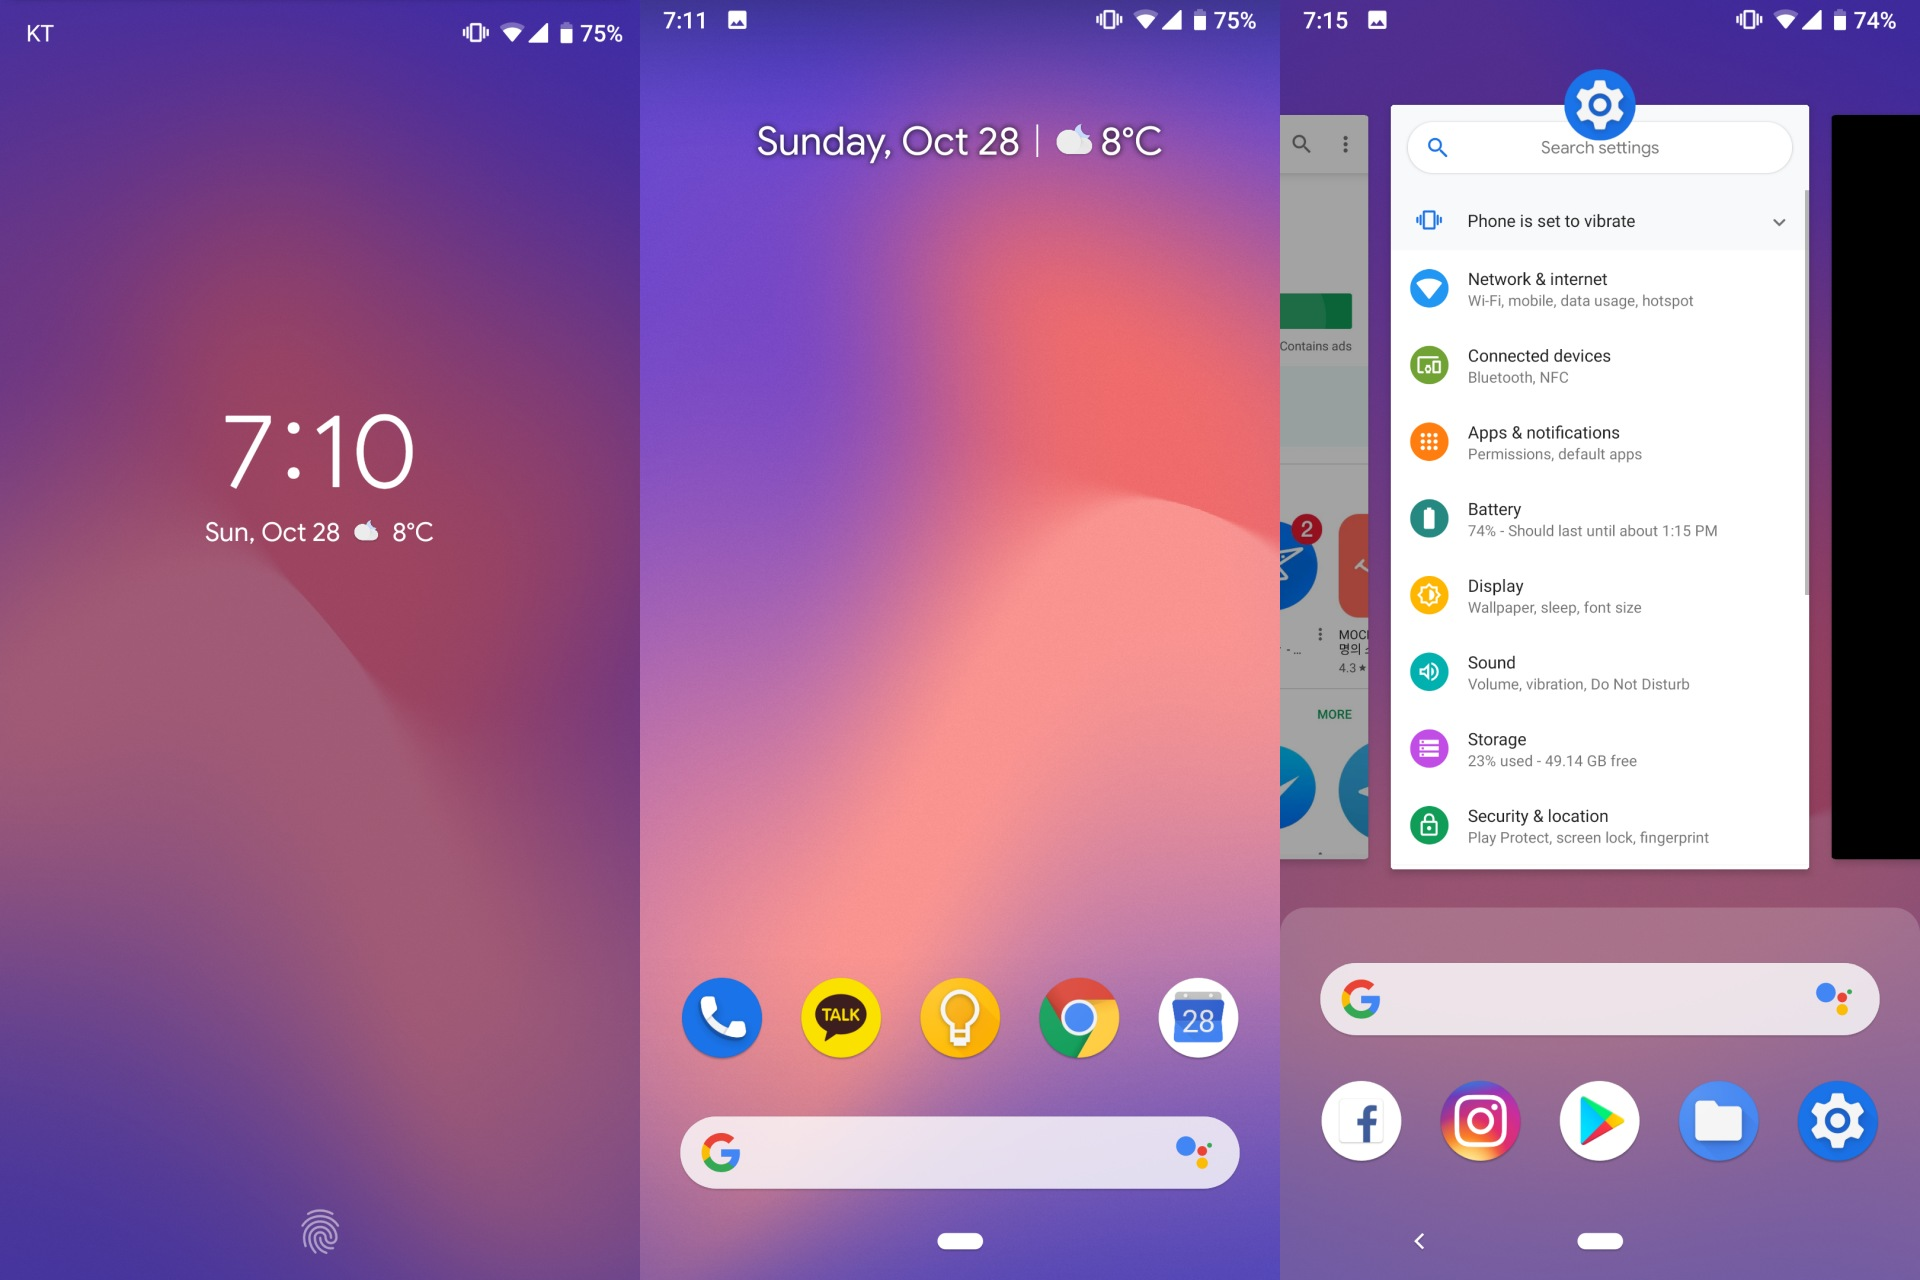 KT
75%
7:10
Sun, Oct 28 8°C
7:11
75%
Sunday, Oct 28 | 8°C
TALK
28
7:15
74%
Search settings
Phone is set to vibrate
Network & internet
Wi-Fi, mobile, data usage, hotspot
Connected devices
Bluetooth, NFC
Apps & notifications
Permissions, default apps
Battery
74% - Should last until about 1:15 PM
Display
Wallpaper, sleep, font size
Sound
Volume, vibration, Do Not Disturb
Storage
23% used - 49.14 GB free
Security & location
Play Protect, screen lock, fingerprint
Contains ads
2
명의
4.3★
MORE